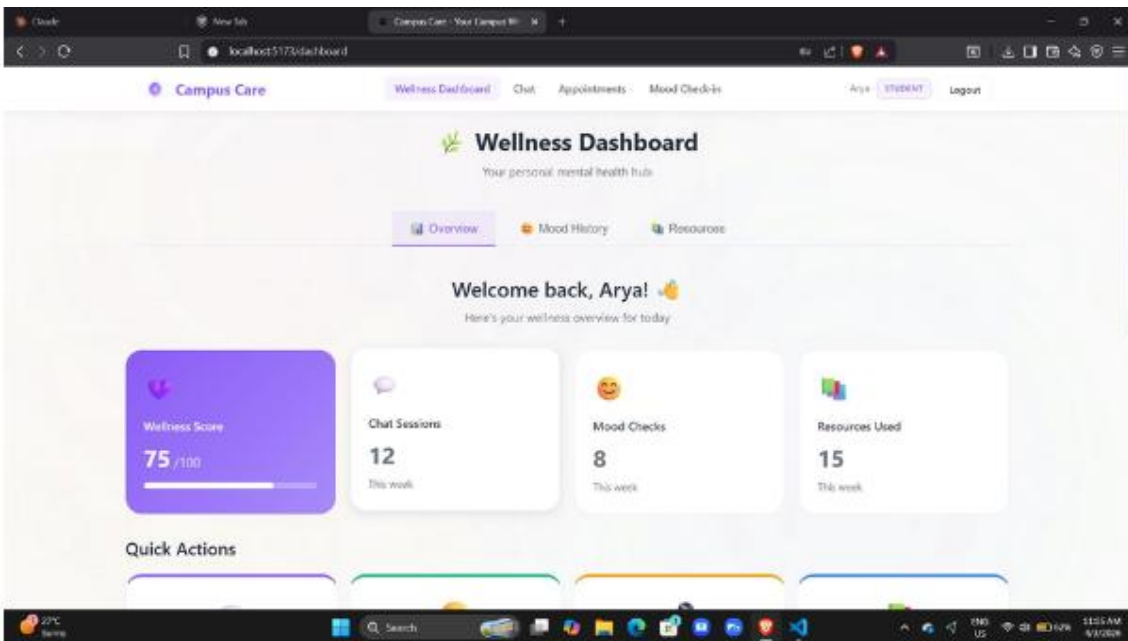 Claude
New Tab
Campus Care - Your Campus We
localhost:5173/dashboard
Campus Care
Wellness Dashboard
Chat
Appointments
Mood Check-in
Arya
STUDENT
Logout
Wellness Dashboard
Your personal mental health hub
Overview
Mood History
Resources
Welcome back, Arya!
Here's your wellness overview for today
Wellness Score
75 /100
Chat Sessions
12
This week
Mood Checks
8
This week
Resources Used
15
This week
Quick Actions
27°C
Sunny
Search
ENG
US
62%
11:55 AM